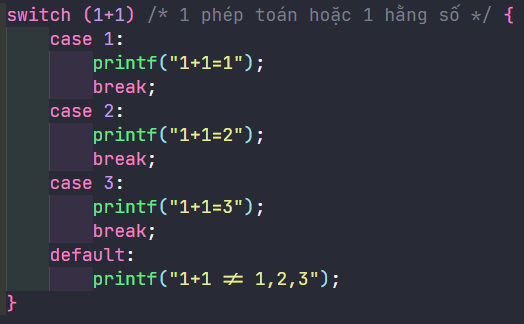 switch (1+1) /* 1 phép toán hoặc 1 hằng số */ {
    case 1:
        printf("1+1=1");
        break;
    case 2:
        printf("1+1=2");
        break;
    case 3:
        printf("1+1=3");
        break;
    default:
        printf("1+1 != 1,2,3");
}